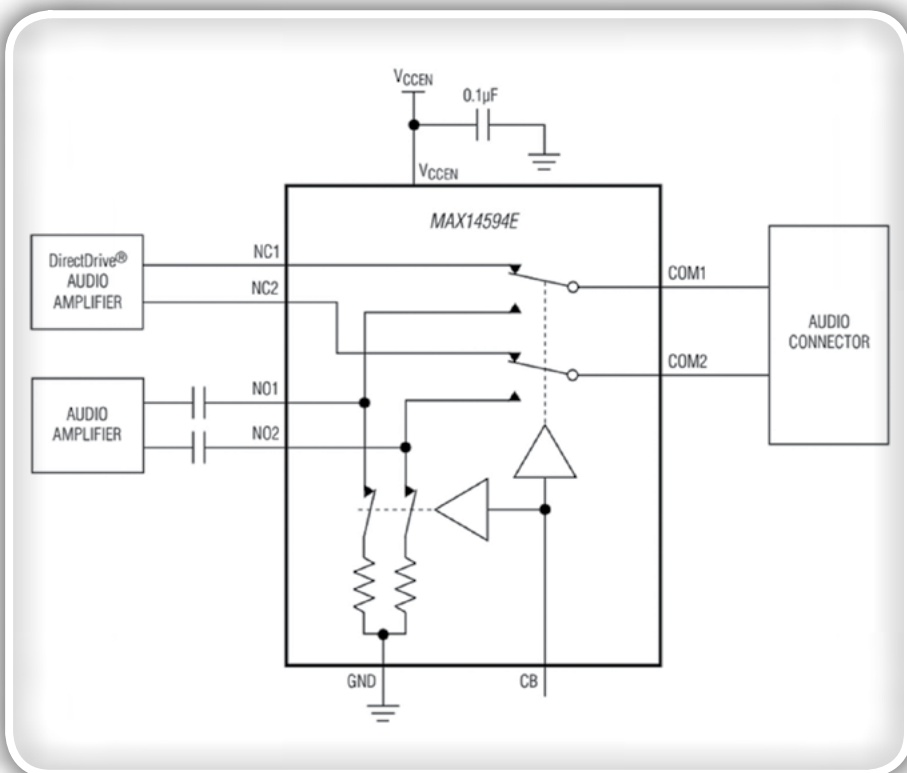 VCCEN
0.1µF
VCCEN
MAX14594E
DirectDrive®
AUDIO
AMPLIFIER
NC1
NC2
COM1
COM2
AUDIO
CONNECTOR
AUDIO
AMPLIFIER
NO1
NO2
GND
CB